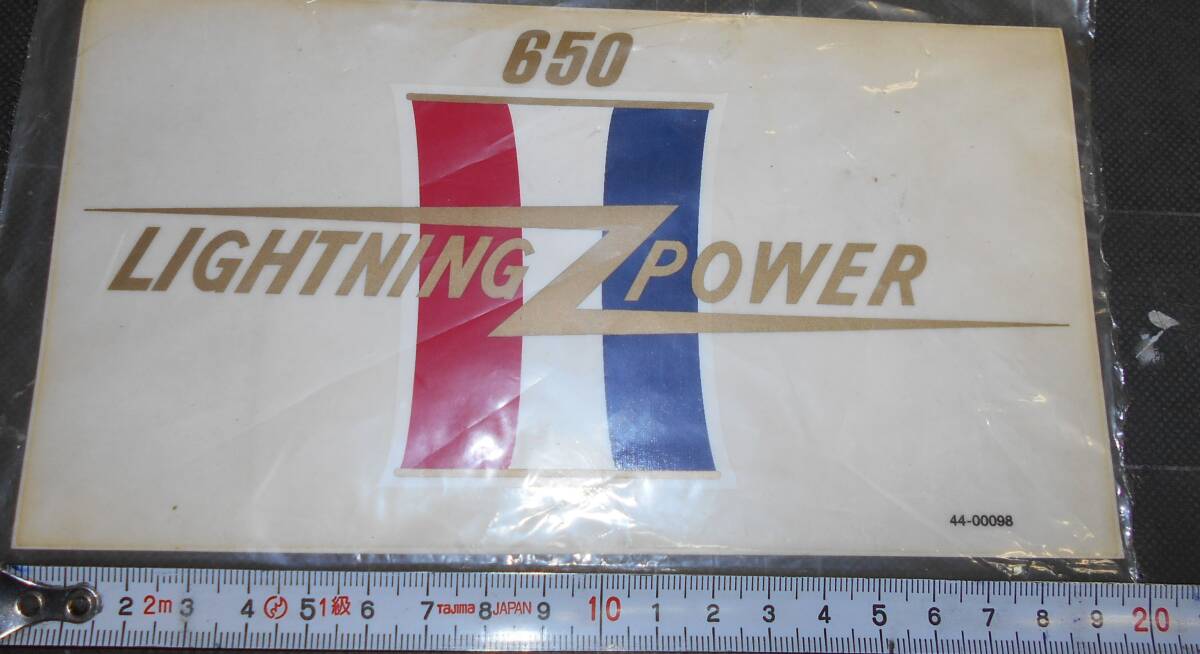 650
LIGHTNING POWER
44-00098
2 2m 3 4 5 1級 6 7 Tajima 8 JAPAN 9 10 1 2 3 4 5 6 7 8 9 20